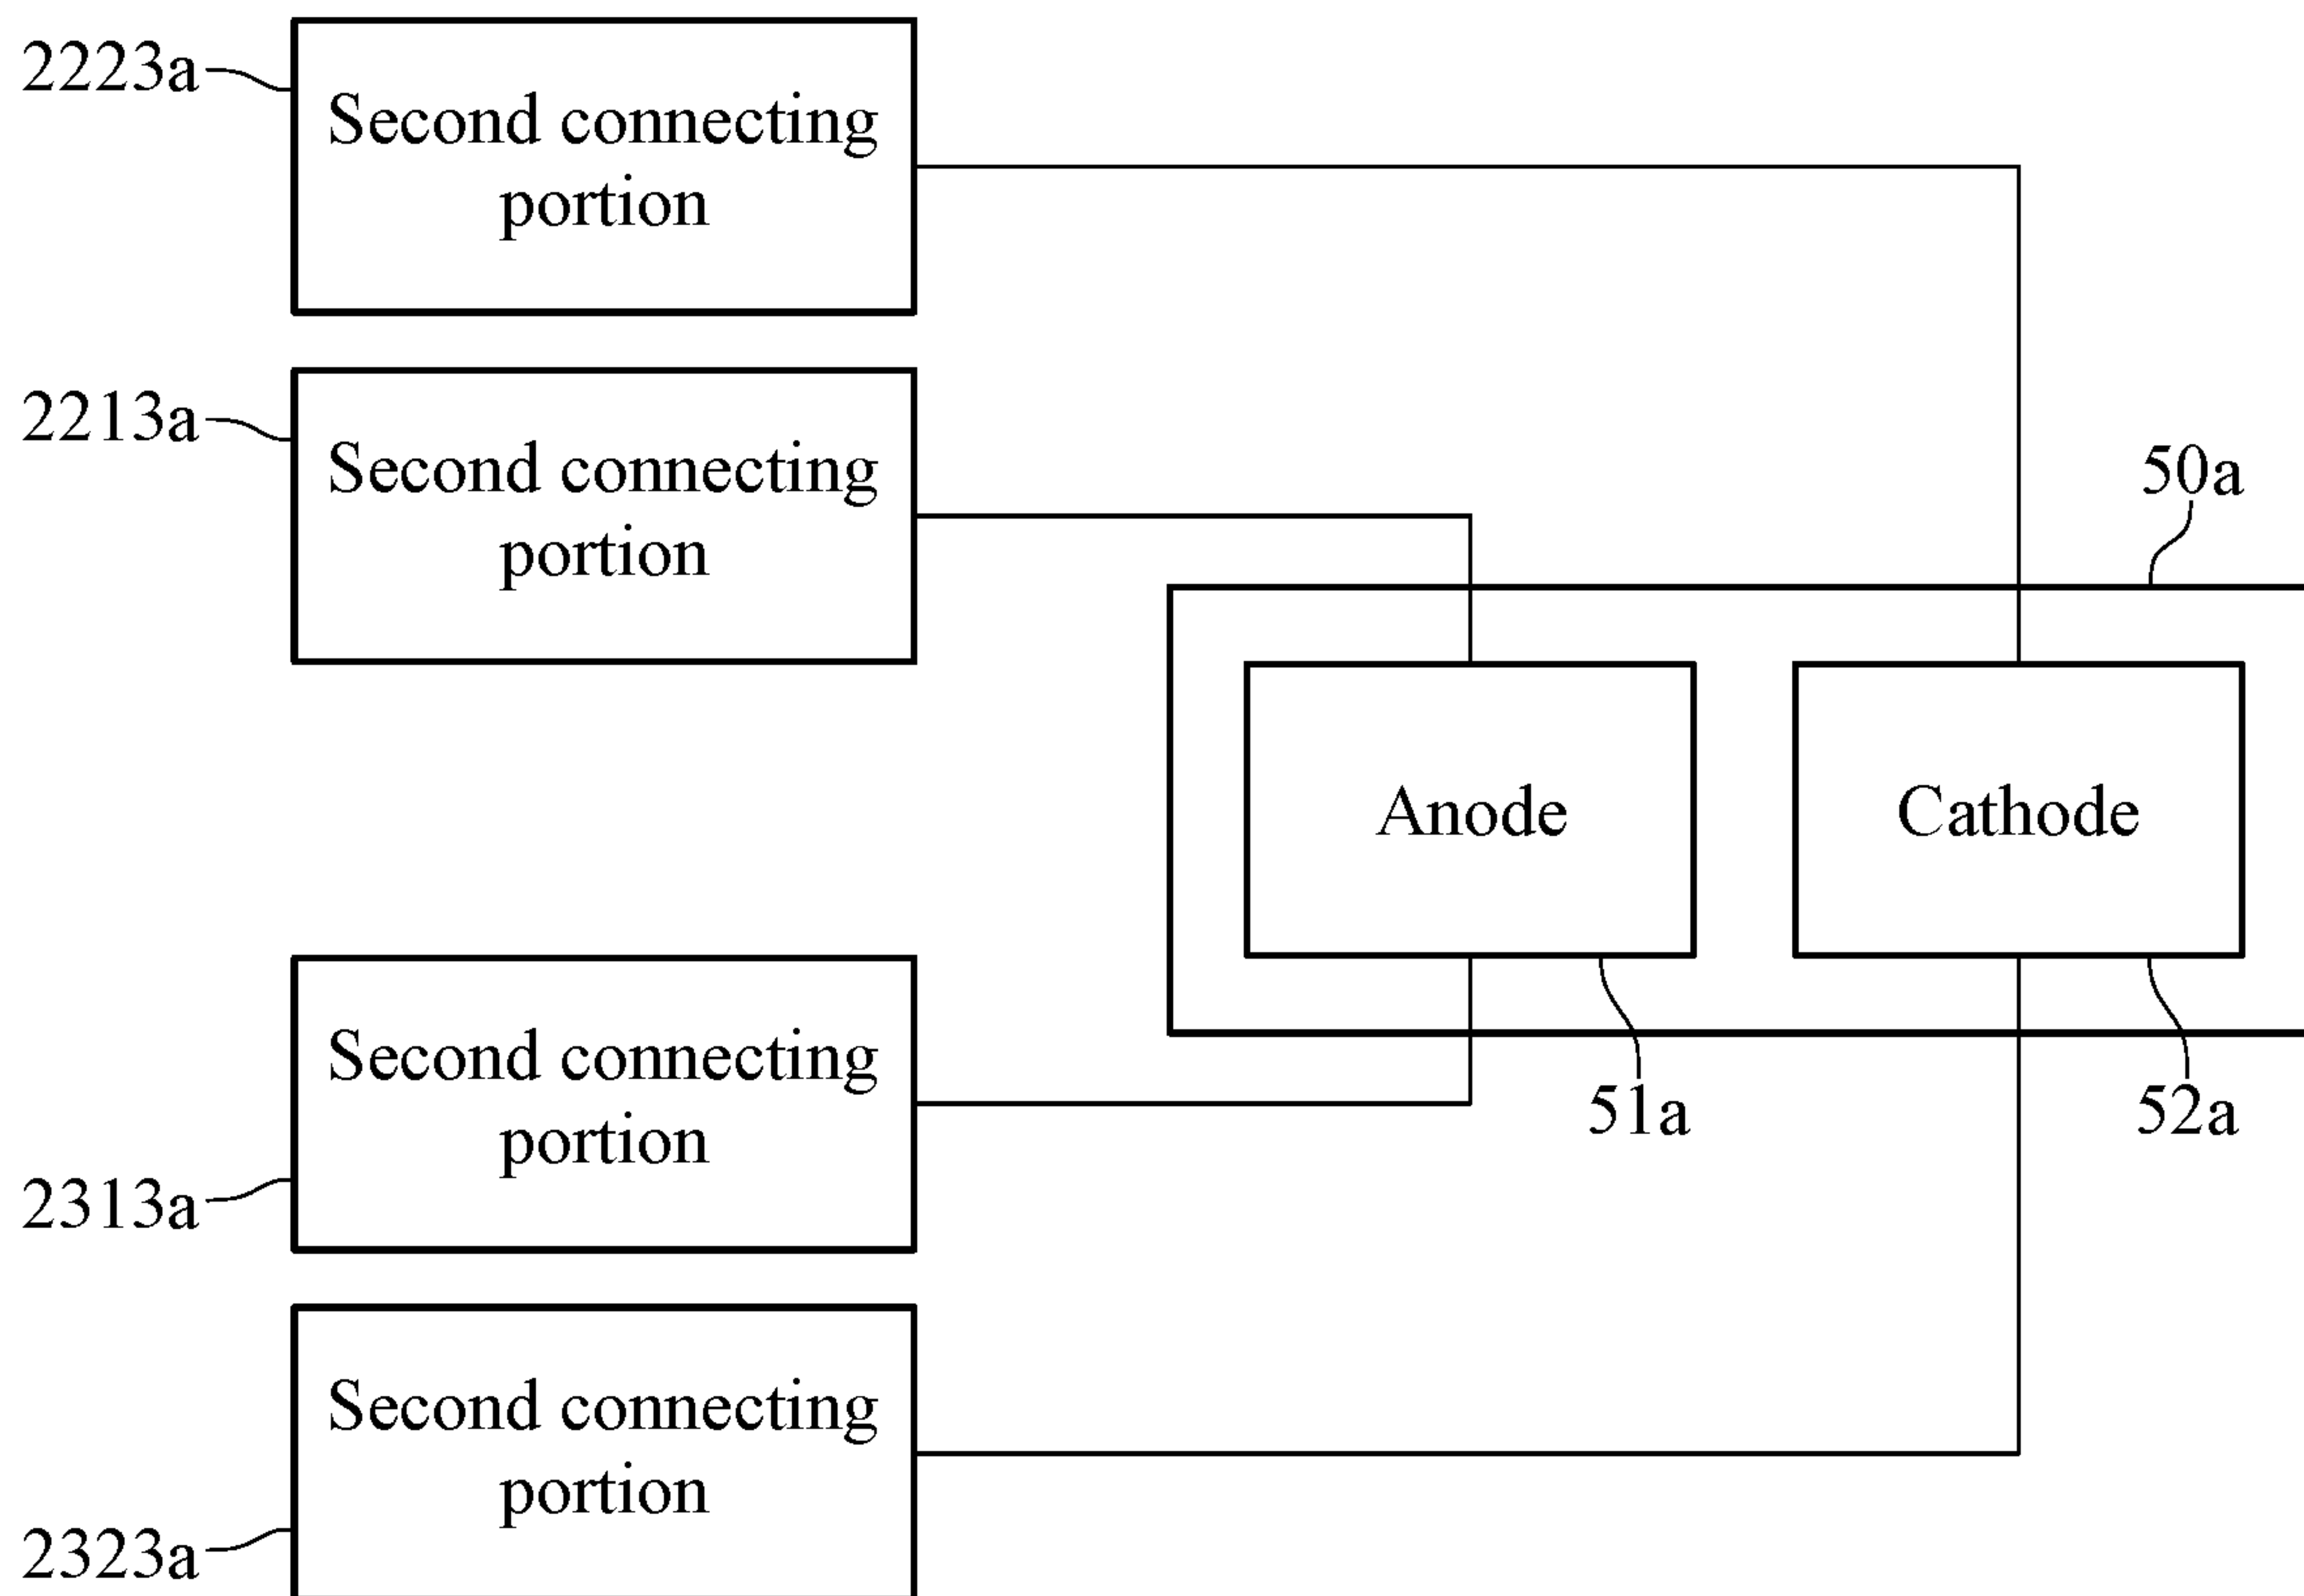 2223a
Second connecting
portion
2213a
Second connecting
portion
50a
Anode
Cathode
Second connecting
portion
51a
52a
2313a
Second connecting
portion
2323a